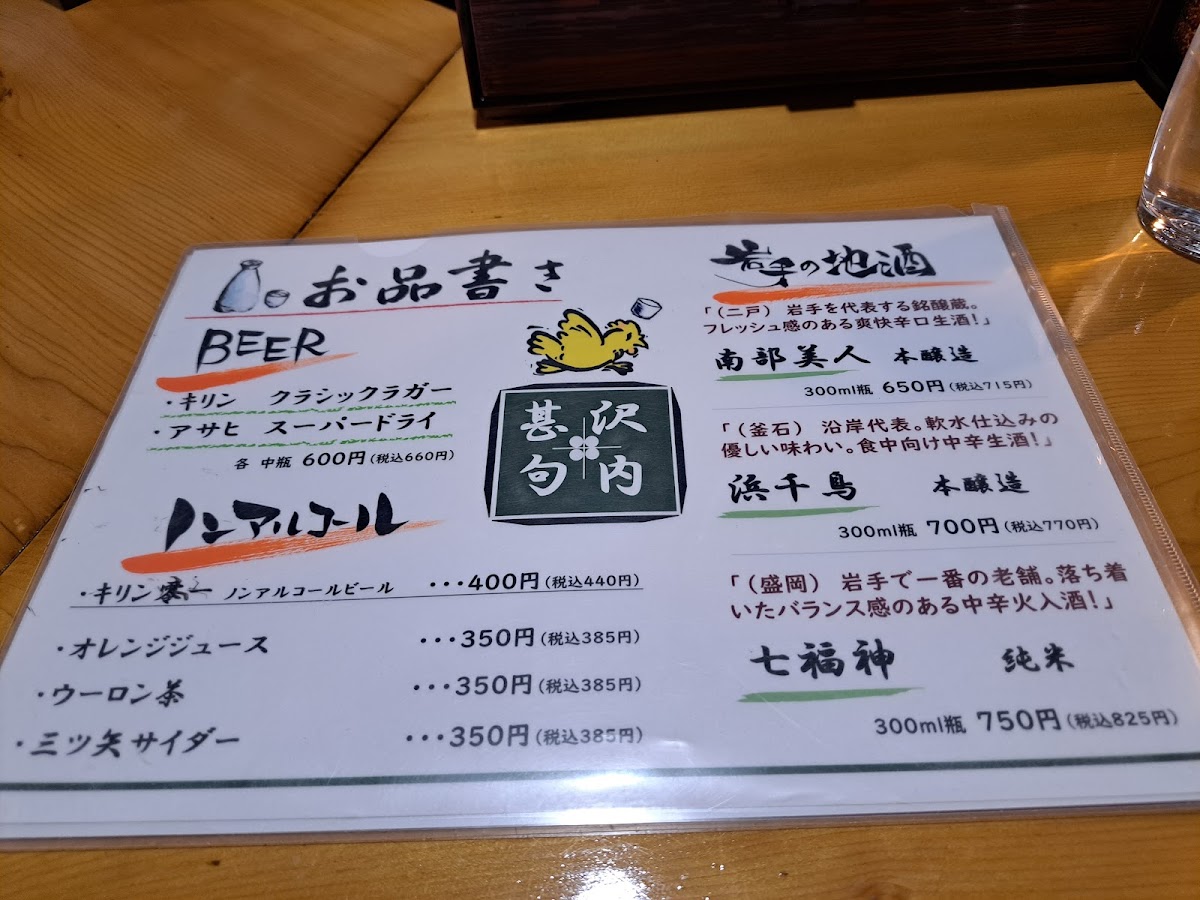 お品書き
BEER
・キリン クラシックラガー
・アサヒ スーパードライ
各 中瓶 600円(税込660円)
ノンアルコール
・キリン ノンアルコールビール ・・・400円(税込440円)
・オレンジジュース ・・・350円(税込385円)
・ウーロン茶 ・・・350円(税込385円)
・三ツ矢サイダー ・・・350円(税込385円)
沢内
甚句
岩手の地酒
「(二戸) 岩手を代表する銘醸蔵。
フレッシュ感のある爽快辛口生酒!」
南部美人 本醸造
300ml瓶 650円(税込715円)
「(釜石) 沿岸代表。軟水仕込みの
優しい味わい。食中向け中辛生酒!」
浜千鳥 本醸造
300ml瓶 700円(税込770円)
「(盛岡) 岩手で一番の老舗。落ち着
いたバランス感のある中辛火入酒!」
七福神 純米
300ml瓶 750円(税込825円)